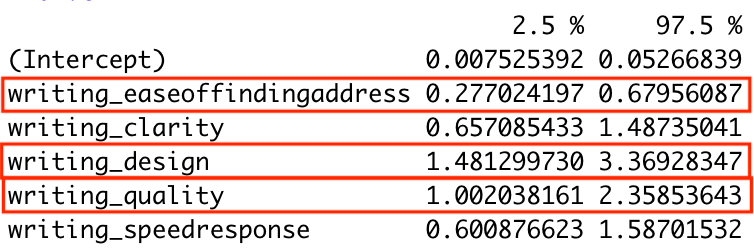 2.5 % 97.5 %
(Intercept) 0.007525392 0.05266839
writing_easeoffindingaddress 0.277024197 0.67956087
writing_clarity 0.657085433 1.48735041
writing_design 1.481299730 3.36928347
writing_quality 1.002038161 2.35853643
writing_speedresponse 0.600876623 1.58701532